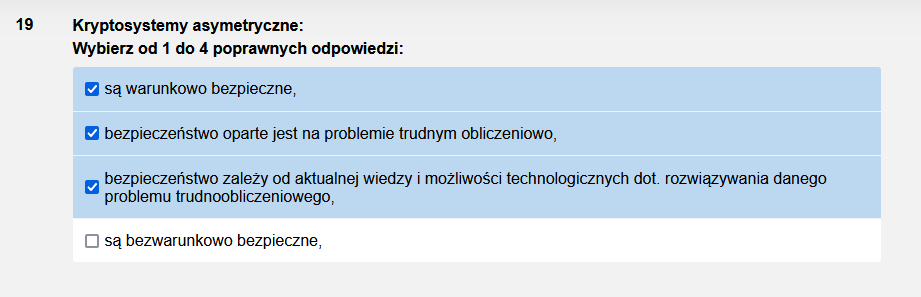 19
Kryptosystemy asymetryczne:
Wybierz od 1 do 4 poprawnych odpowiedzi:
są warunkowo bezpieczne,
bezpieczeństwo oparte jest na problemie trudnym obliczeniowo,
bezpieczeństwo zależy od aktualnej wiedzy i możliwości technologicznych dot. rozwiązywania danego
problemu trudnoobliczeniowego,
są bezwarunkowo bezpieczne,